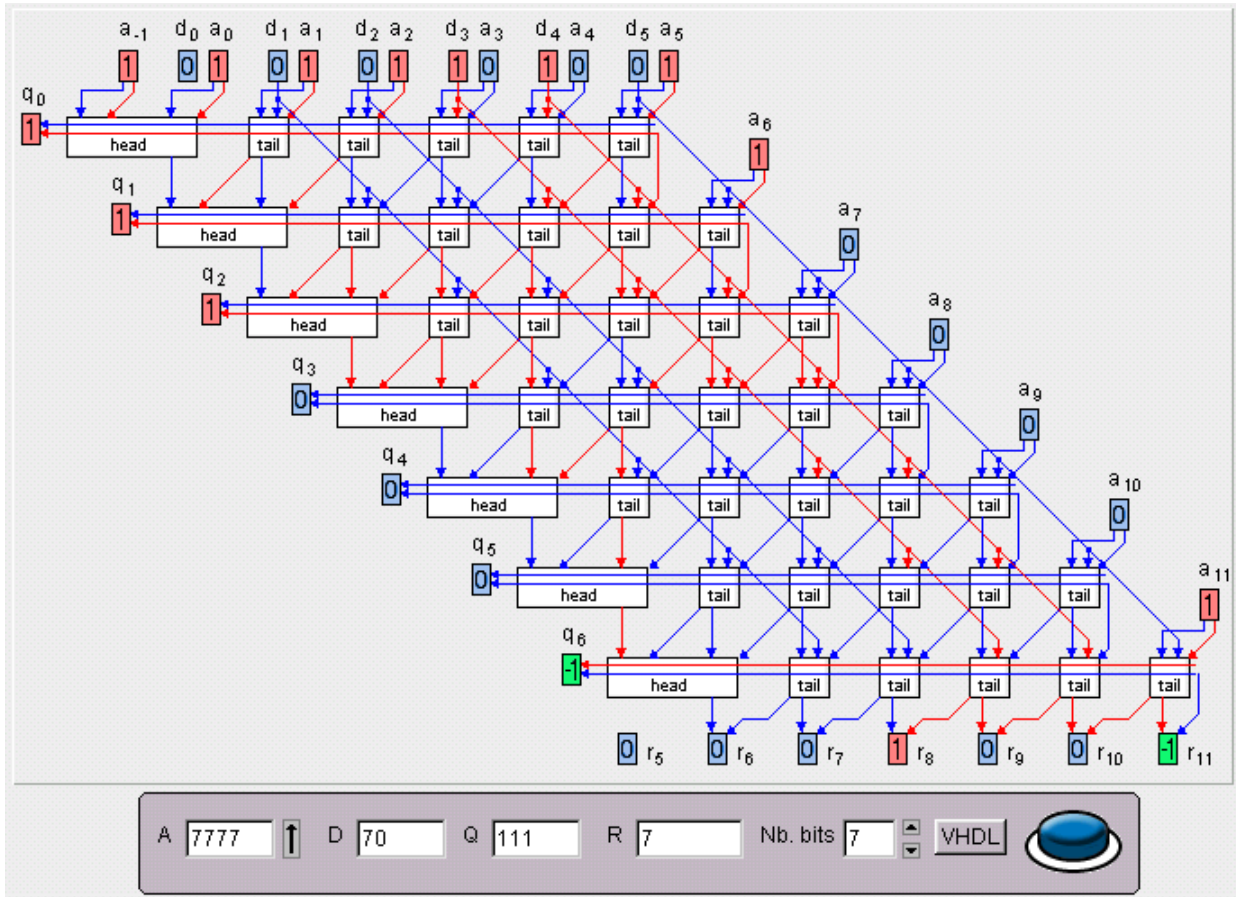 a-1 d0 a0 d1 a1 d2 a2 d3 a3 d4 a4 d5 a5
1 0 1 0 1 0 1 1 0 1 0 0 1
q0
1
head tail tail tail tail tail
a6
1
q1
1
head tail tail tail tail tail
a7
0
q2
1
head tail tail tail tail tail
a8
0
q3
0
head tail tail tail tail tail
a9
0
q4
0
head tail tail tail tail tail
a10
0
q5
0
head tail tail tail tail tail
a11
1
q6
-1
head tail tail tail tail tail
0 r5 0 r6 0 r7 1 r8 0 r9 0 r10 -1 r11
A 7777 D 70 Q 111 R 7 Nb. bits 7 VHDL